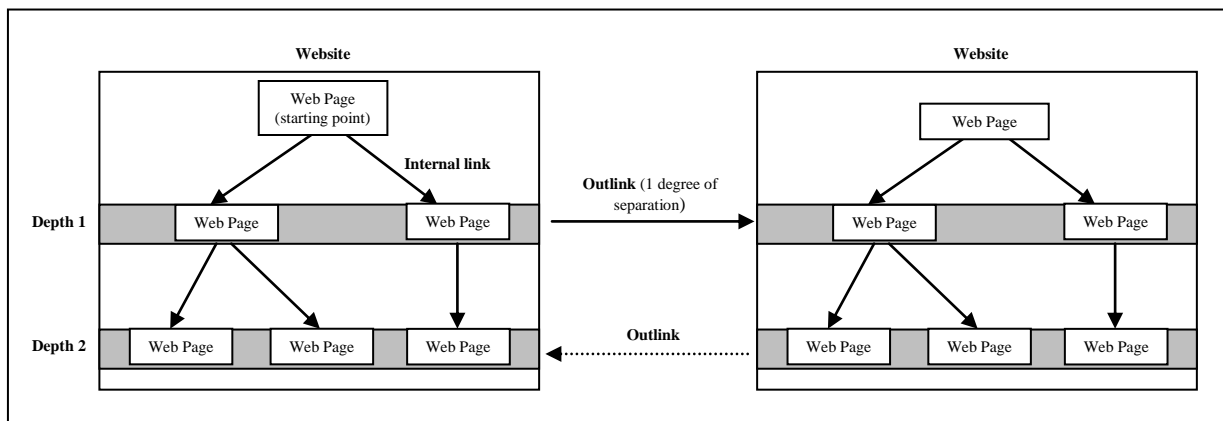 Website
Website
Web Page
(starting point)
Web Page
Internal link
Outlink (1 degree of
separation)
Depth 1
Web Page
Web Page
Web Page
Web Page
Outlink
Depth 2
Web Page
Web Page
Web Page
Web Page
Web Page
Web Page